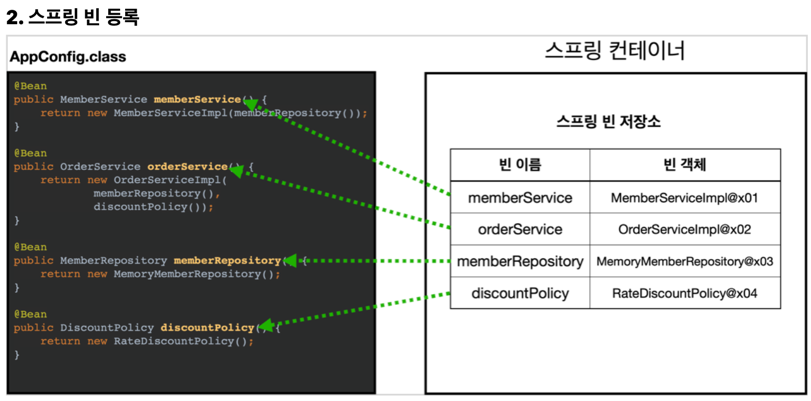 2. 스프링 빈 등록
AppConfig.class
@Bean
public MemberService memberService() {
    return new MemberServiceImpl(memberRepository());
}
@Bean
public OrderService orderService() {
    return new OrderServiceImpl(
            memberRepository(),
            discountPolicy());
}
@Bean
public MemberRepository memberRepository() {
    return new MemoryMemberRepository();
}
@Bean
public DiscountPolicy discountPolicy() {
    return new RateDiscountPolicy();
}
스프링 컨테이너
스프링 빈 저장소
빈 이름 빈 객체
memberService MemberServiceImpl@x01
orderService OrderServiceImpl@x02
memberRepository MemoryMemberRepository@x03
discountPolicy RateDiscountPolicy@x04